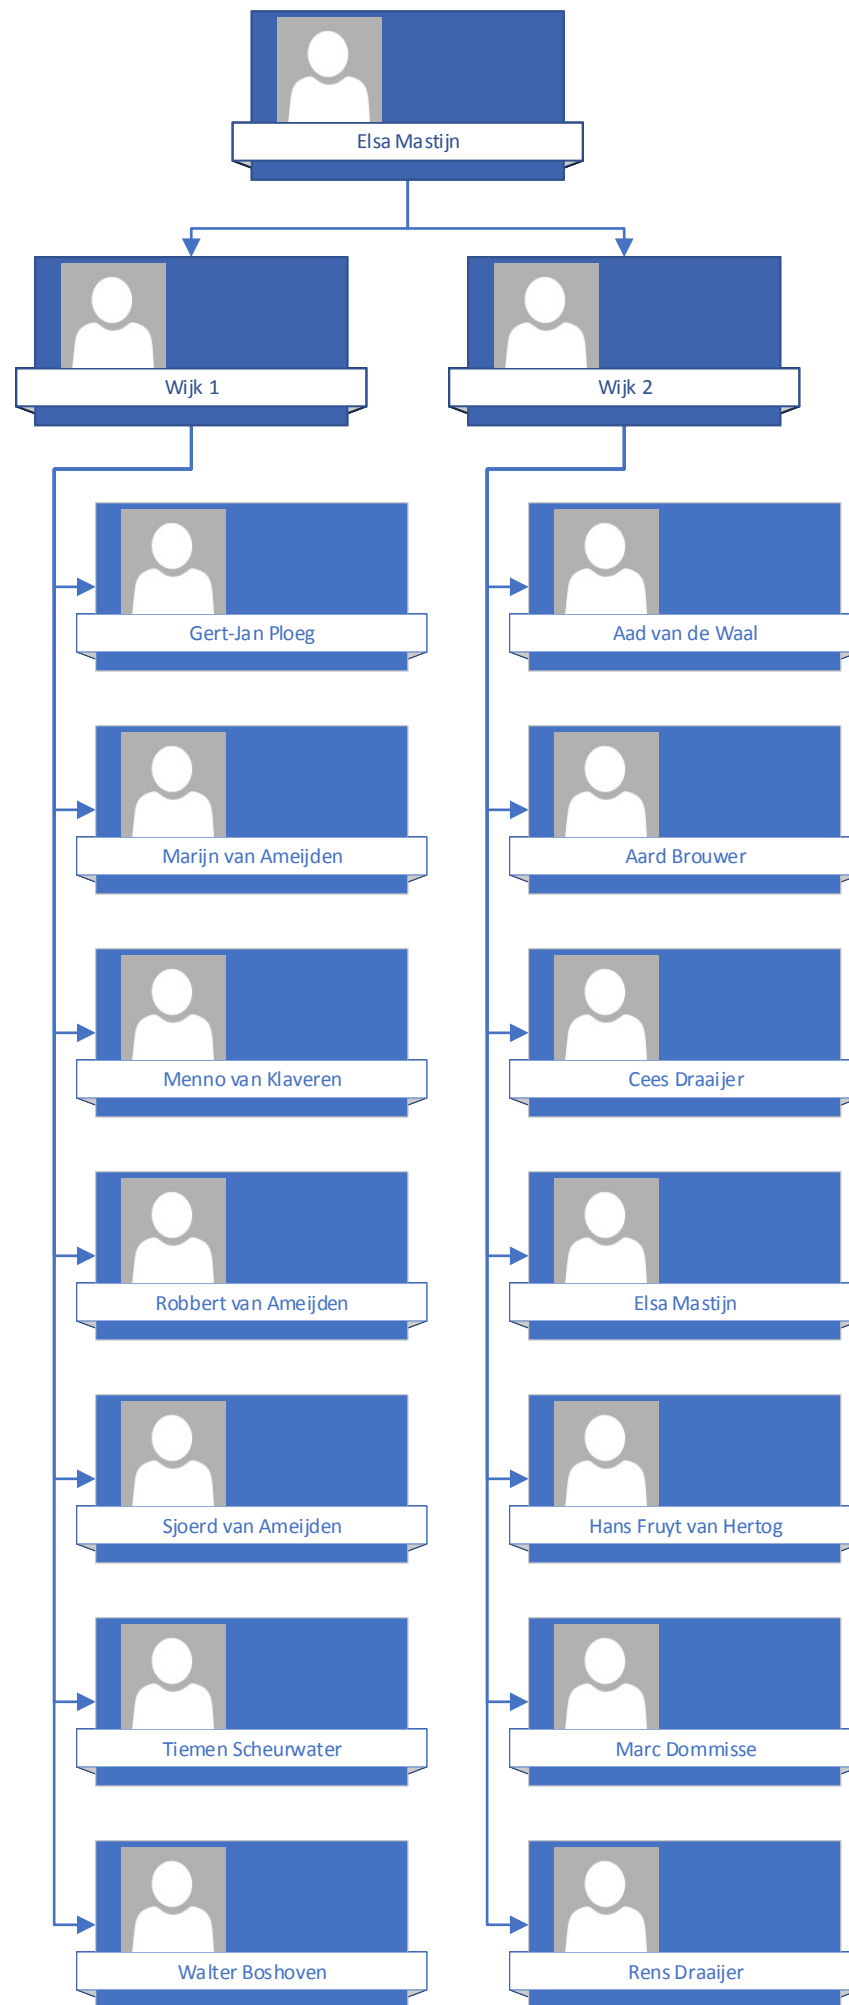 Elsa Mastijn
Wijk 1
Wijk 2
Gert-Jan Ploeg
Aad van de Waal
Marijn van Ameijden
Aard Brouwer
Menno van Klaveren
Cees Draaijer
Robbert van Ameijden
Elsa Mastijn
Sjoerd van Ameijden
Hans Fruyt van Hertog
Tiemen Scheurwater
Marc Dommisse
Walter Boshoven
Rens Draaijer